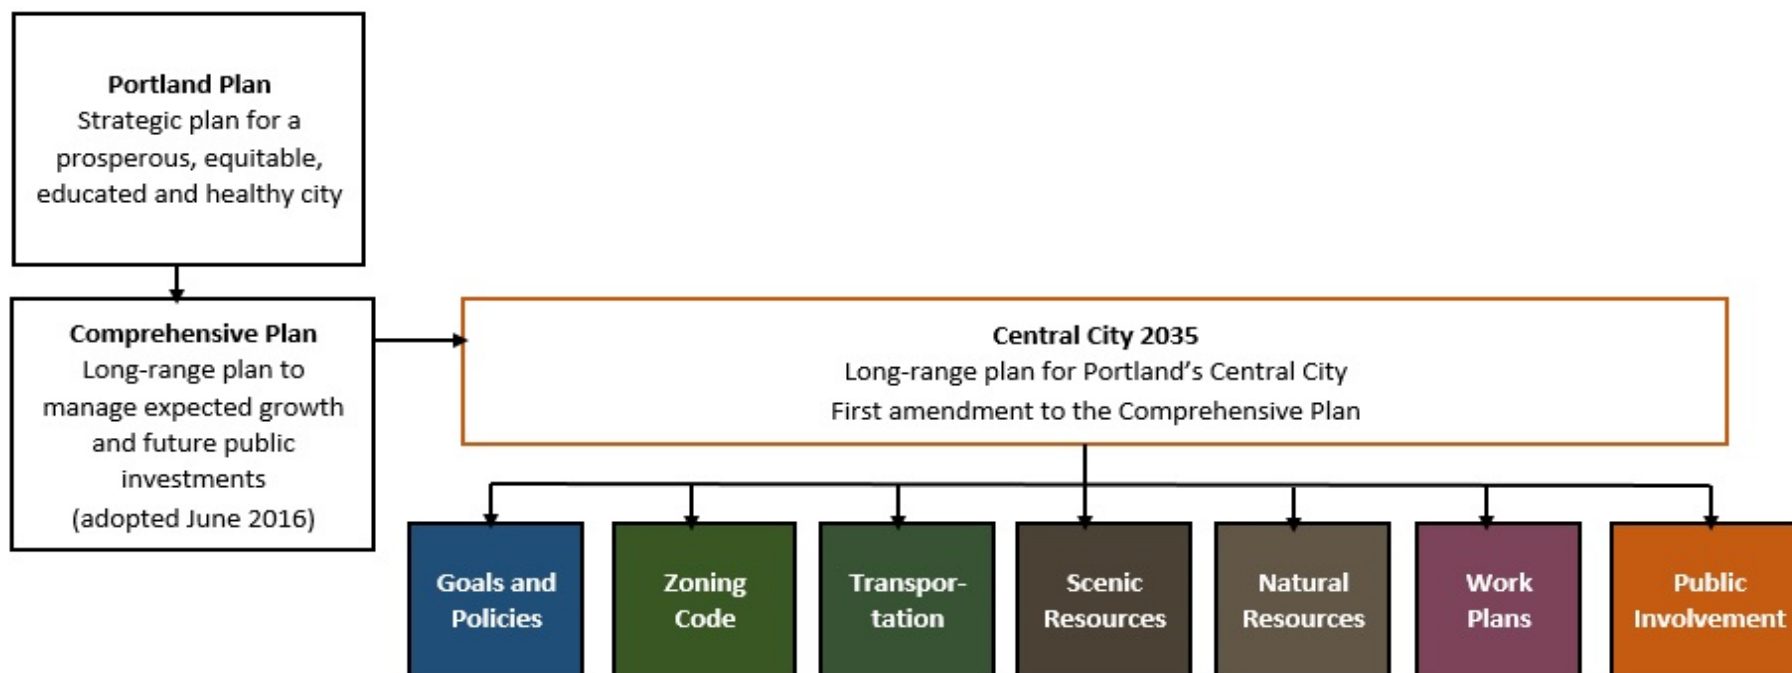 Portland Plan
Strategic plan for a
prosperous, equitable,
educated and healthy city
Comprehensive Plan
Long-range plan to
manage expected growth
and future public
investments
(adopted June 2016)
Central City 2035
Long-range plan for Portland’s Central City
First amendment to the Comprehensive Plan
Goals and
Policies
Zoning
Code
Transpor-
tation
Scenic
Resources
Natural
Resources
Work
Plans
Public
Involvement